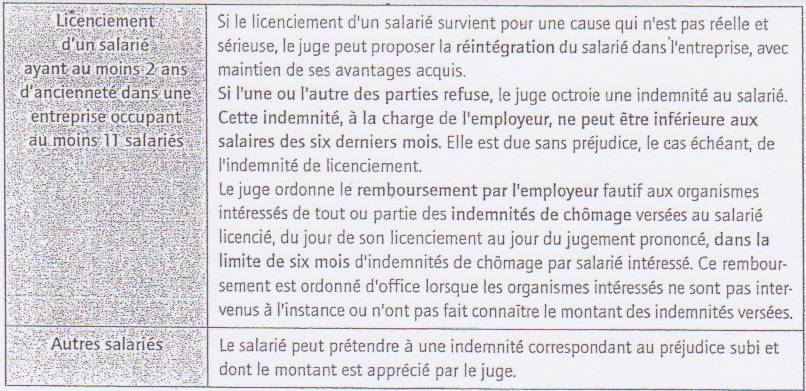 Licenciement
d'un salarié
ayant au moins 2 ans
d'ancienneté dans une
entreprise occupant
au moins 11 salariés
Si le licenciement d'un salarié survient pour une cause qui n'est pas réelle et
sérieuse, le juge peut proposer la réintégration du salarié dans l'entreprise, avec
maintien de ses avantages acquis.
Si l'une ou l'autre des parties refuse, le juge octroie une indemnité au salarié.
Cette indemnité, à la charge de l'employeur, ne peut être inférieure aux
salaires des six derniers mois. Elle est due sans préjudice, le cas échéant, de
l'indemnité de licenciement.
Le juge ordonne le remboursement par l'employeur fautif aux organismes
intéressés de tout ou partie des indemnités de chômage versées au salarié
licencié, du jour de son licenciement au jour du jugement prononcé, dans la
limite de six mois d'indemnités de chômage par salarié intéressé. Ce rembour-
sement est ordonné d'office lorsque les organismes intéressés ne sont pas inter-
venus à l'instance ou n'ont pas fait connaître le montant des indemnités versées.
Autres salariés
Le salarié peut prétendre à une indemnité correspondant au préjudice subi et
dont le montant est apprécié par le juge.